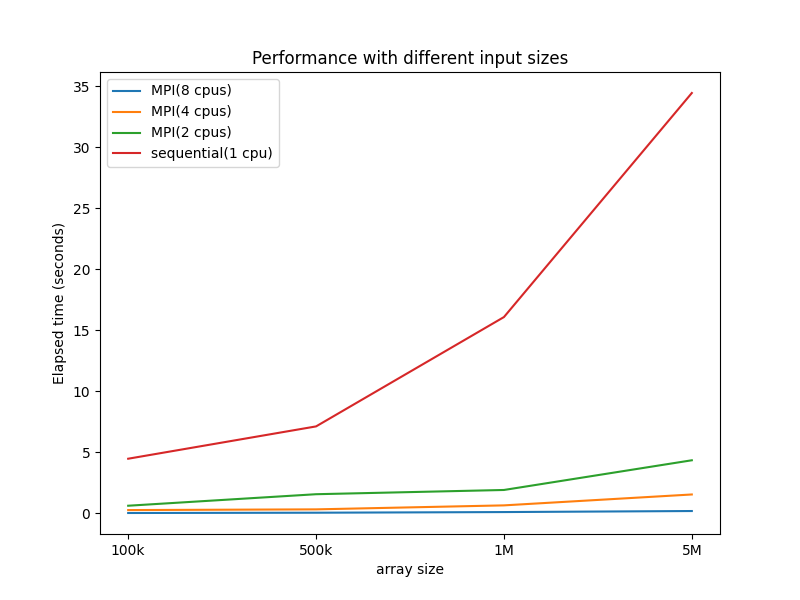 Performance with different input sizes
MPI(8 cpus)
MPI(4 cpus)
MPI(2 cpus)
sequential(1 cpu)
Elapsed time (seconds)
35
30
25
20
15
10
5
0
100k 500k 1M 5M
array size